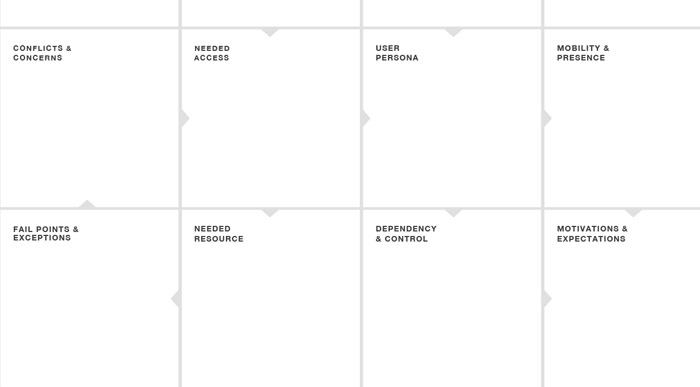 CONFLICTS &
CONCERNS
NEEDED
ACCESS
USER
PERSONA
MOBILITY &
PRESENCE
FAIL POINTS &
EXCEPTIONS
NEEDED
RESOURCE
DEPENDENCY
& CONTROL
MOTIVATIONS &
EXPECTATIONS